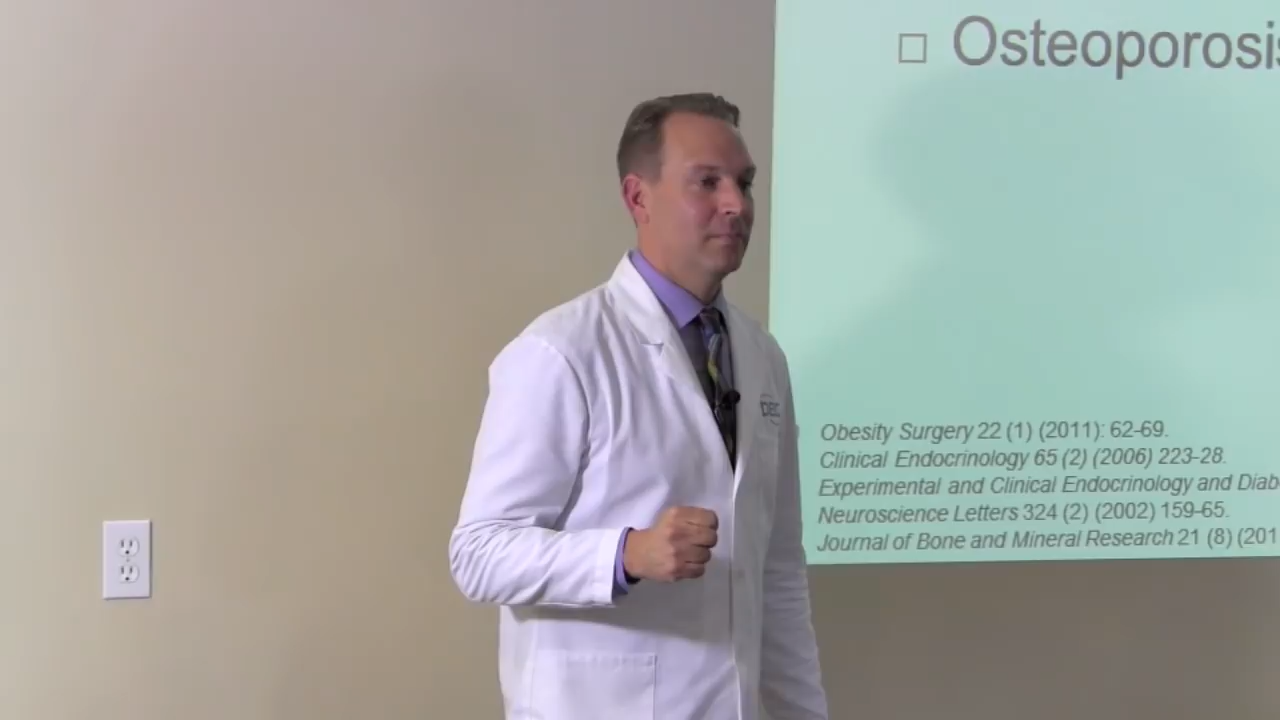 □ Osteoporosis
Obesity Surgery 22 (1) (2011): 62-69.
Clinical Endocrinology 65 (2) (2006) 223-28.
Experimental and Clinical Endocrinology and
Neuroscience Letters 324 (2) (2002) 159-65.
Journal of Bone and Mineral Research 21 (8) (201